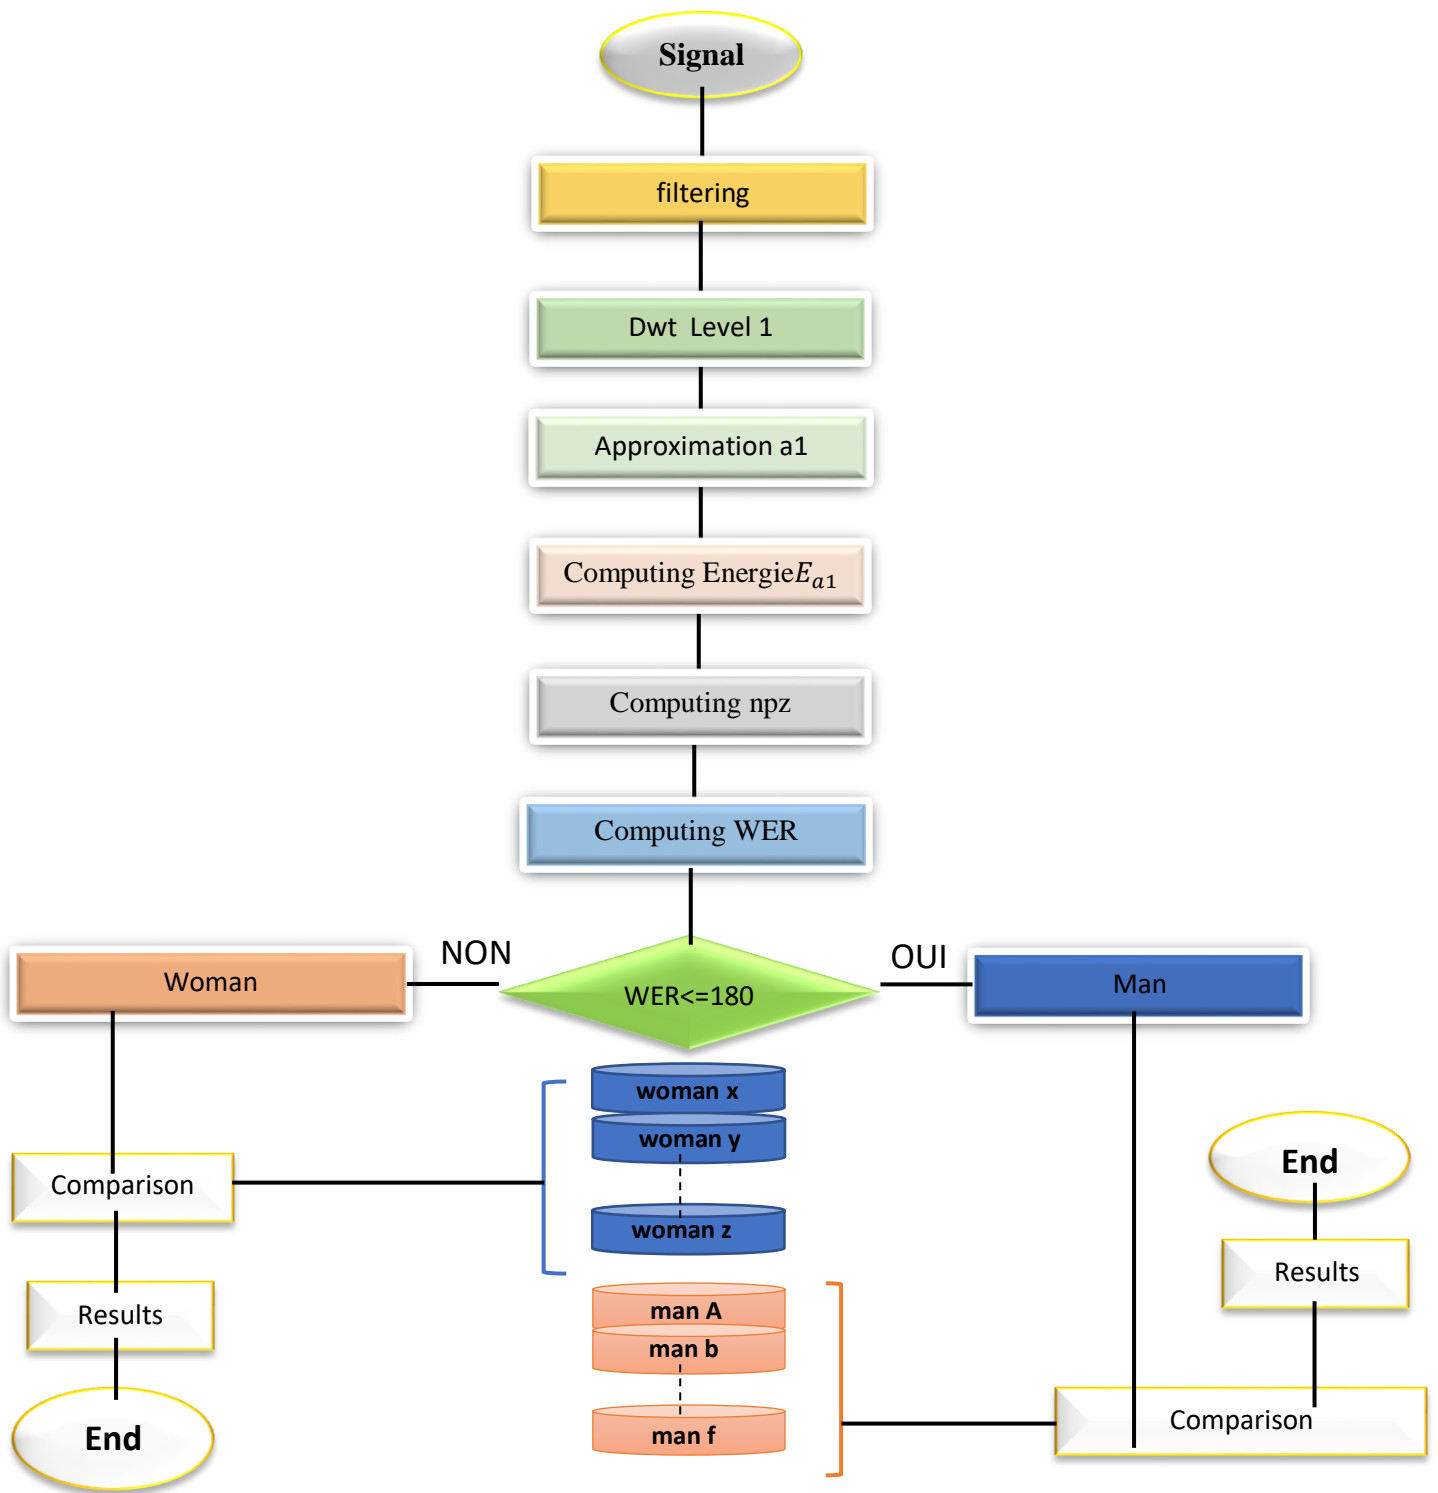 Signal
filtering
Dwt  Level 1
Approximation a1
Computing Energie$E_{a1}$
Computing npz
Computing WER
NON
OUI
Woman
WER<=180
Man
woman x
woman y
woman z
Comparison
End
Results
Results
man A
man b
man f
Comparison
End